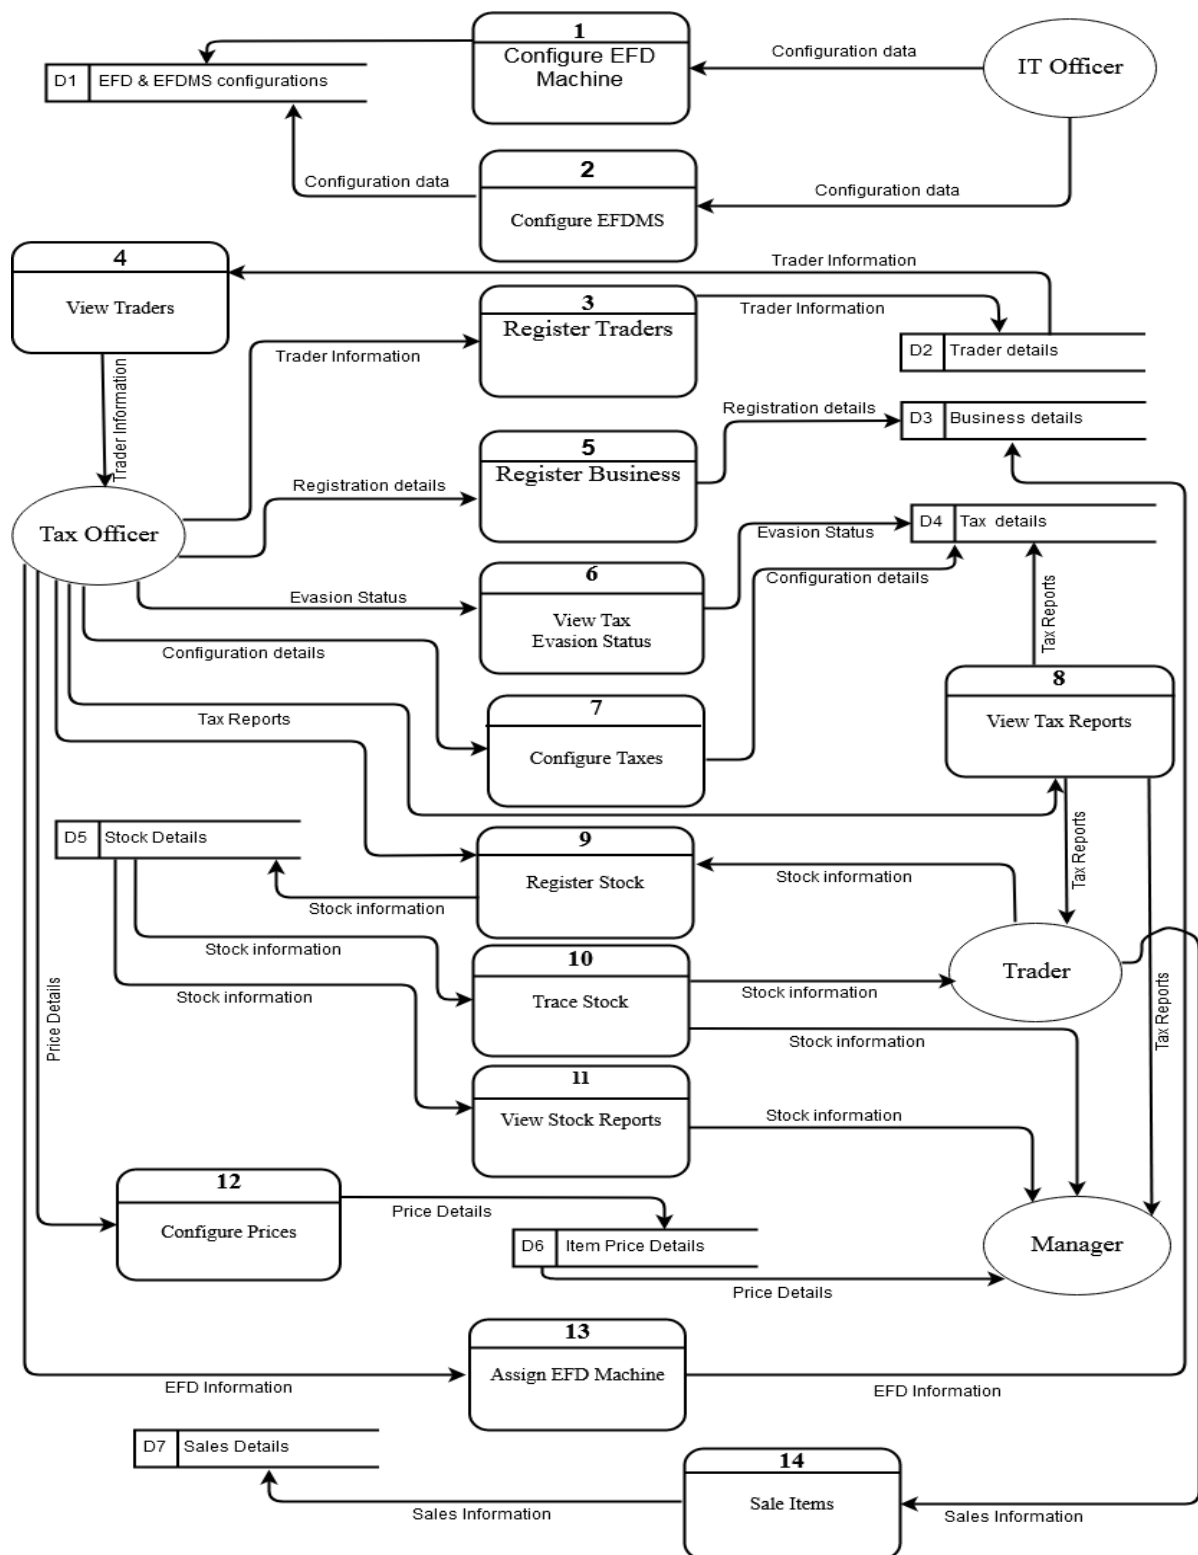 1
Configure EFD
Machine
Configuration data
IT Officer
D1
EFD & EFDMS configurations
2
Configure EFDMS
Configuration data
Configuration data
4
View Traders
Trader Information
3
Register Traders
Trader Information
Trader Information
D2
Trader details
Trader Information
Registration details
D3
Business details
5
Register Business
Registration details
Tax Officer
D4
Tax details
Evasion Status
6
View Tax
Evasion Status
Evasion Status
Configuration details
Configuration details
Tax Reports
8
View Tax Reports
7
Configure Taxes
Tax Reports
D5
Stock Details
9
Register Stock
Stock information
Stock information
Tax Reports
Stock information
10
Trace Stock
Stock information
Trader
Stock information
Stock information
Tax Reports
Price Details
11
View Stock Reports
Stock information
12
Configure Prices
Price Details
D6
Item Price Details
Manager
Price Details
13
Assign EFD Machine
EFD Information
EFD Information
D7
Sales Details
14
Sale Items
Sales Information
Sales Information